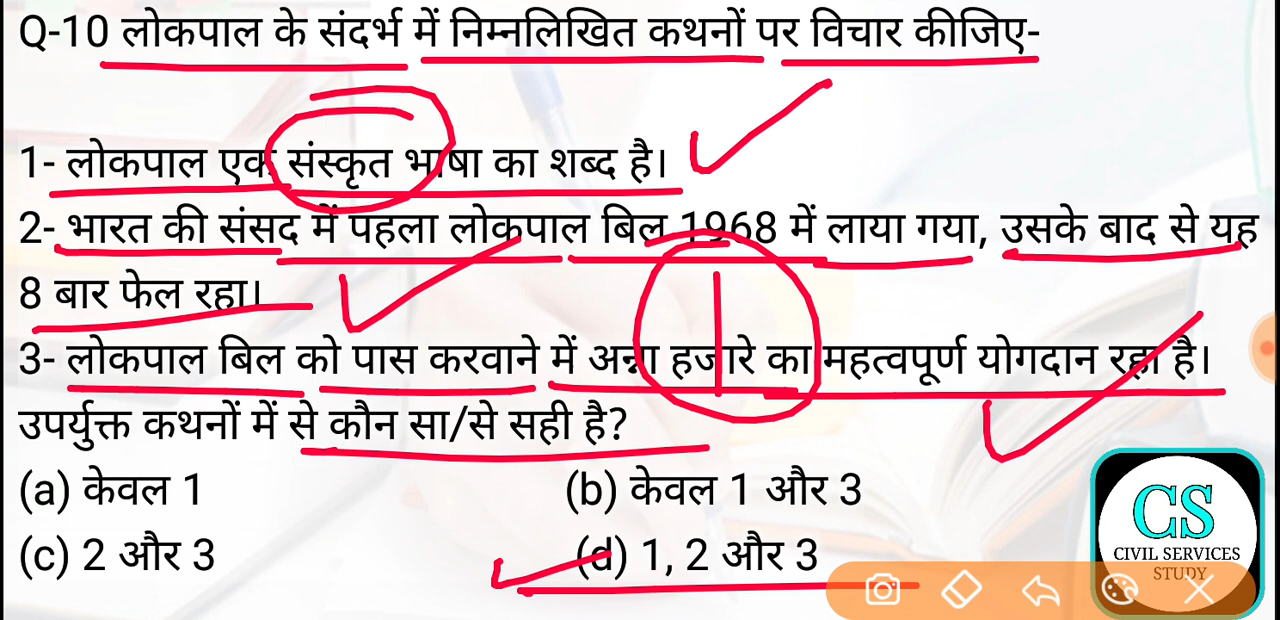 Q-10 लोकपाल के संदर्भ में निम्नलिखित कथनों पर विचार कीजिए-
1- लोकपाल एक संस्कृत भाषा का शब्द है।
2- भारत की संसद में पहला लोकपाल बिल 1968 में लाया गया, उसके बाद से यह
8 बार फेल रहा।
3- लोकपाल बिल को पास करवाने में अन्ना हजारे का महत्वपूर्ण योगदान रहा है।
उपर्युक्त कथनों में से कौन सा/से सही है?
(a) केवल 1
(b) केवल 1 और 3
(c) 2 और 3
(d) 1, 2 और 3
CS
CIVIL SERVICES
STUDY